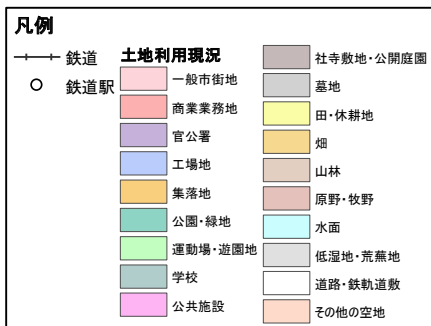 凡例
鉄道
鉄道駅
土地利用現況
一般市街地
商業業務地
官公署
工場地
集落地
公園・緑地
運動場・遊園地
学校
公共施設
社寺敷地・公開庭園
墓地
田・休耕地
畑
山林
原野・牧野
水面
低湿地・荒蕪地
道路・鉄軌道敷
その他の空地